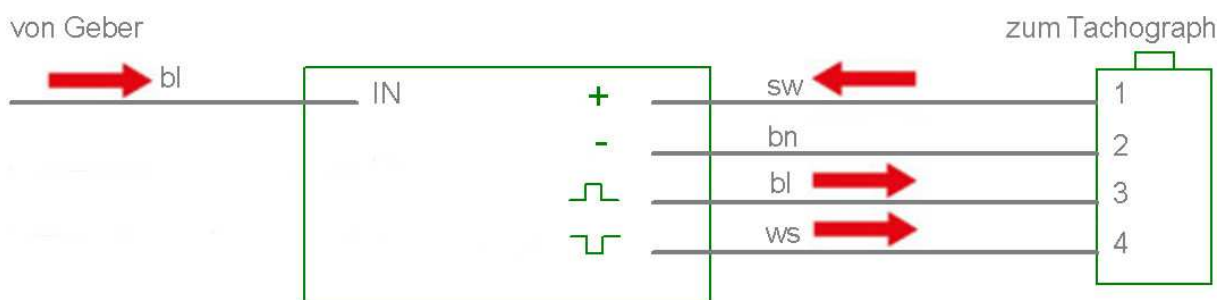 von Geber
zum Tachograph
bl
IN
+
sw
1
-
bn
2
bl
3
ws
4